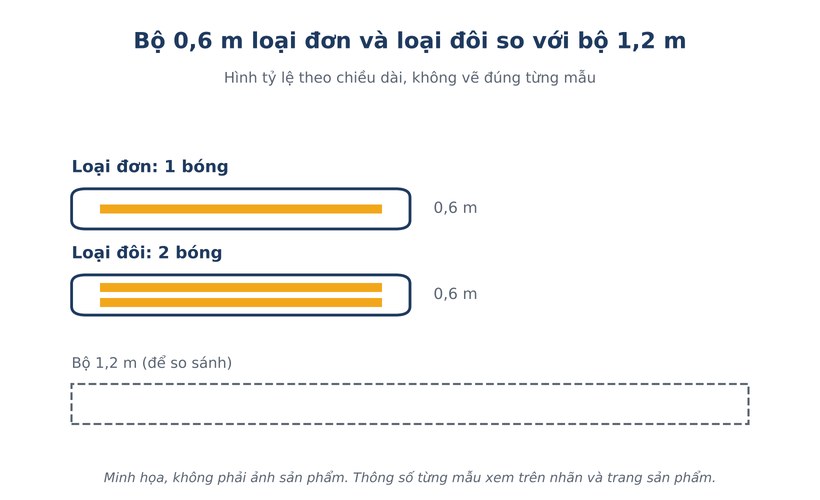 Bộ 0,6 m loại đơn và loại đôi so với bộ 1,2 m
Hình tỷ lệ theo chiều dài, không vẽ đúng từng mẫu
Loại đơn: 1 bóng
0,6 m
Loại đôi: 2 bóng
0,6 m
Bộ 1,2 m (để so sánh)
Minh họa, không phải ảnh sản phẩm. Thông số từng mẫu xem trên nhãn và trang sản phẩm.